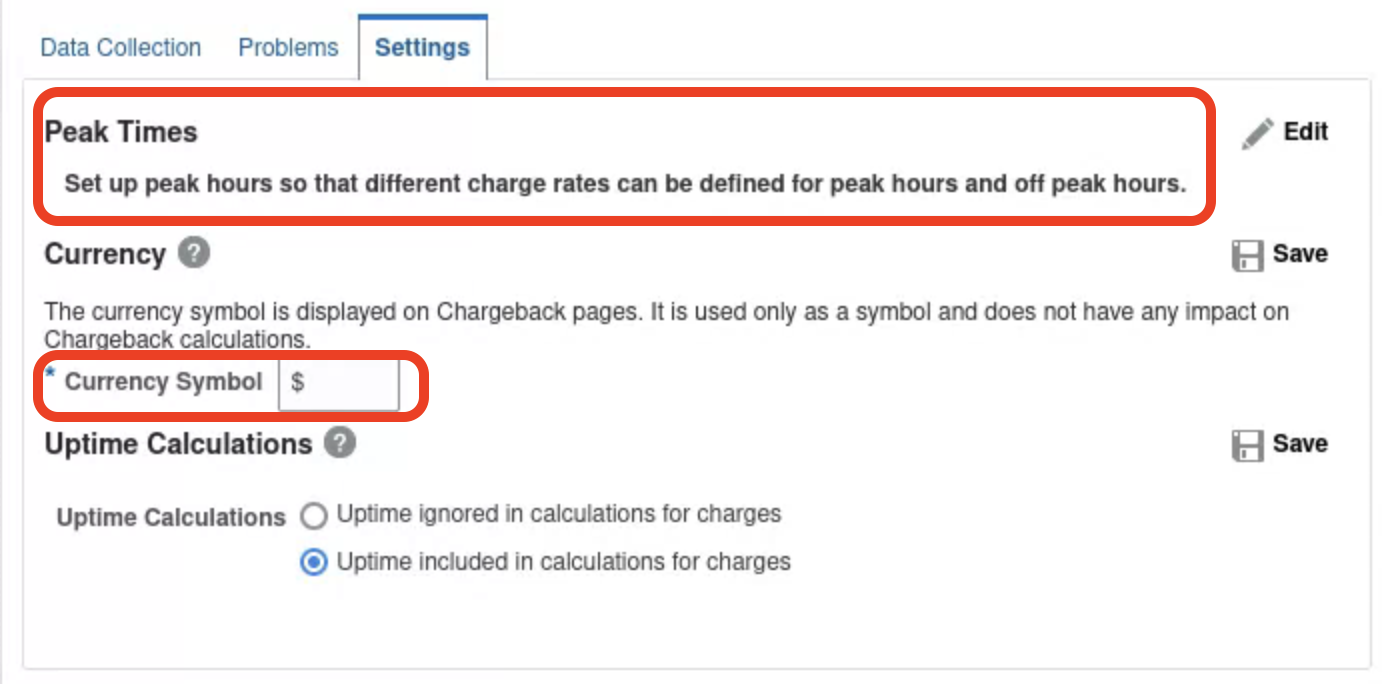 Data Collection Problems Settings
Peak Times Edit
Set up peak hours so that different charge rates can be defined for peak hours and off peak hours.
Currency ? Save
The currency symbol is displayed on Chargeback pages. It is used only as a symbol and does not have any impact on
Chargeback calculations.
* Currency Symbol $
Uptime Calculations ? Save
Uptime Calculations Uptime ignored in calculations for charges
Uptime included in calculations for charges